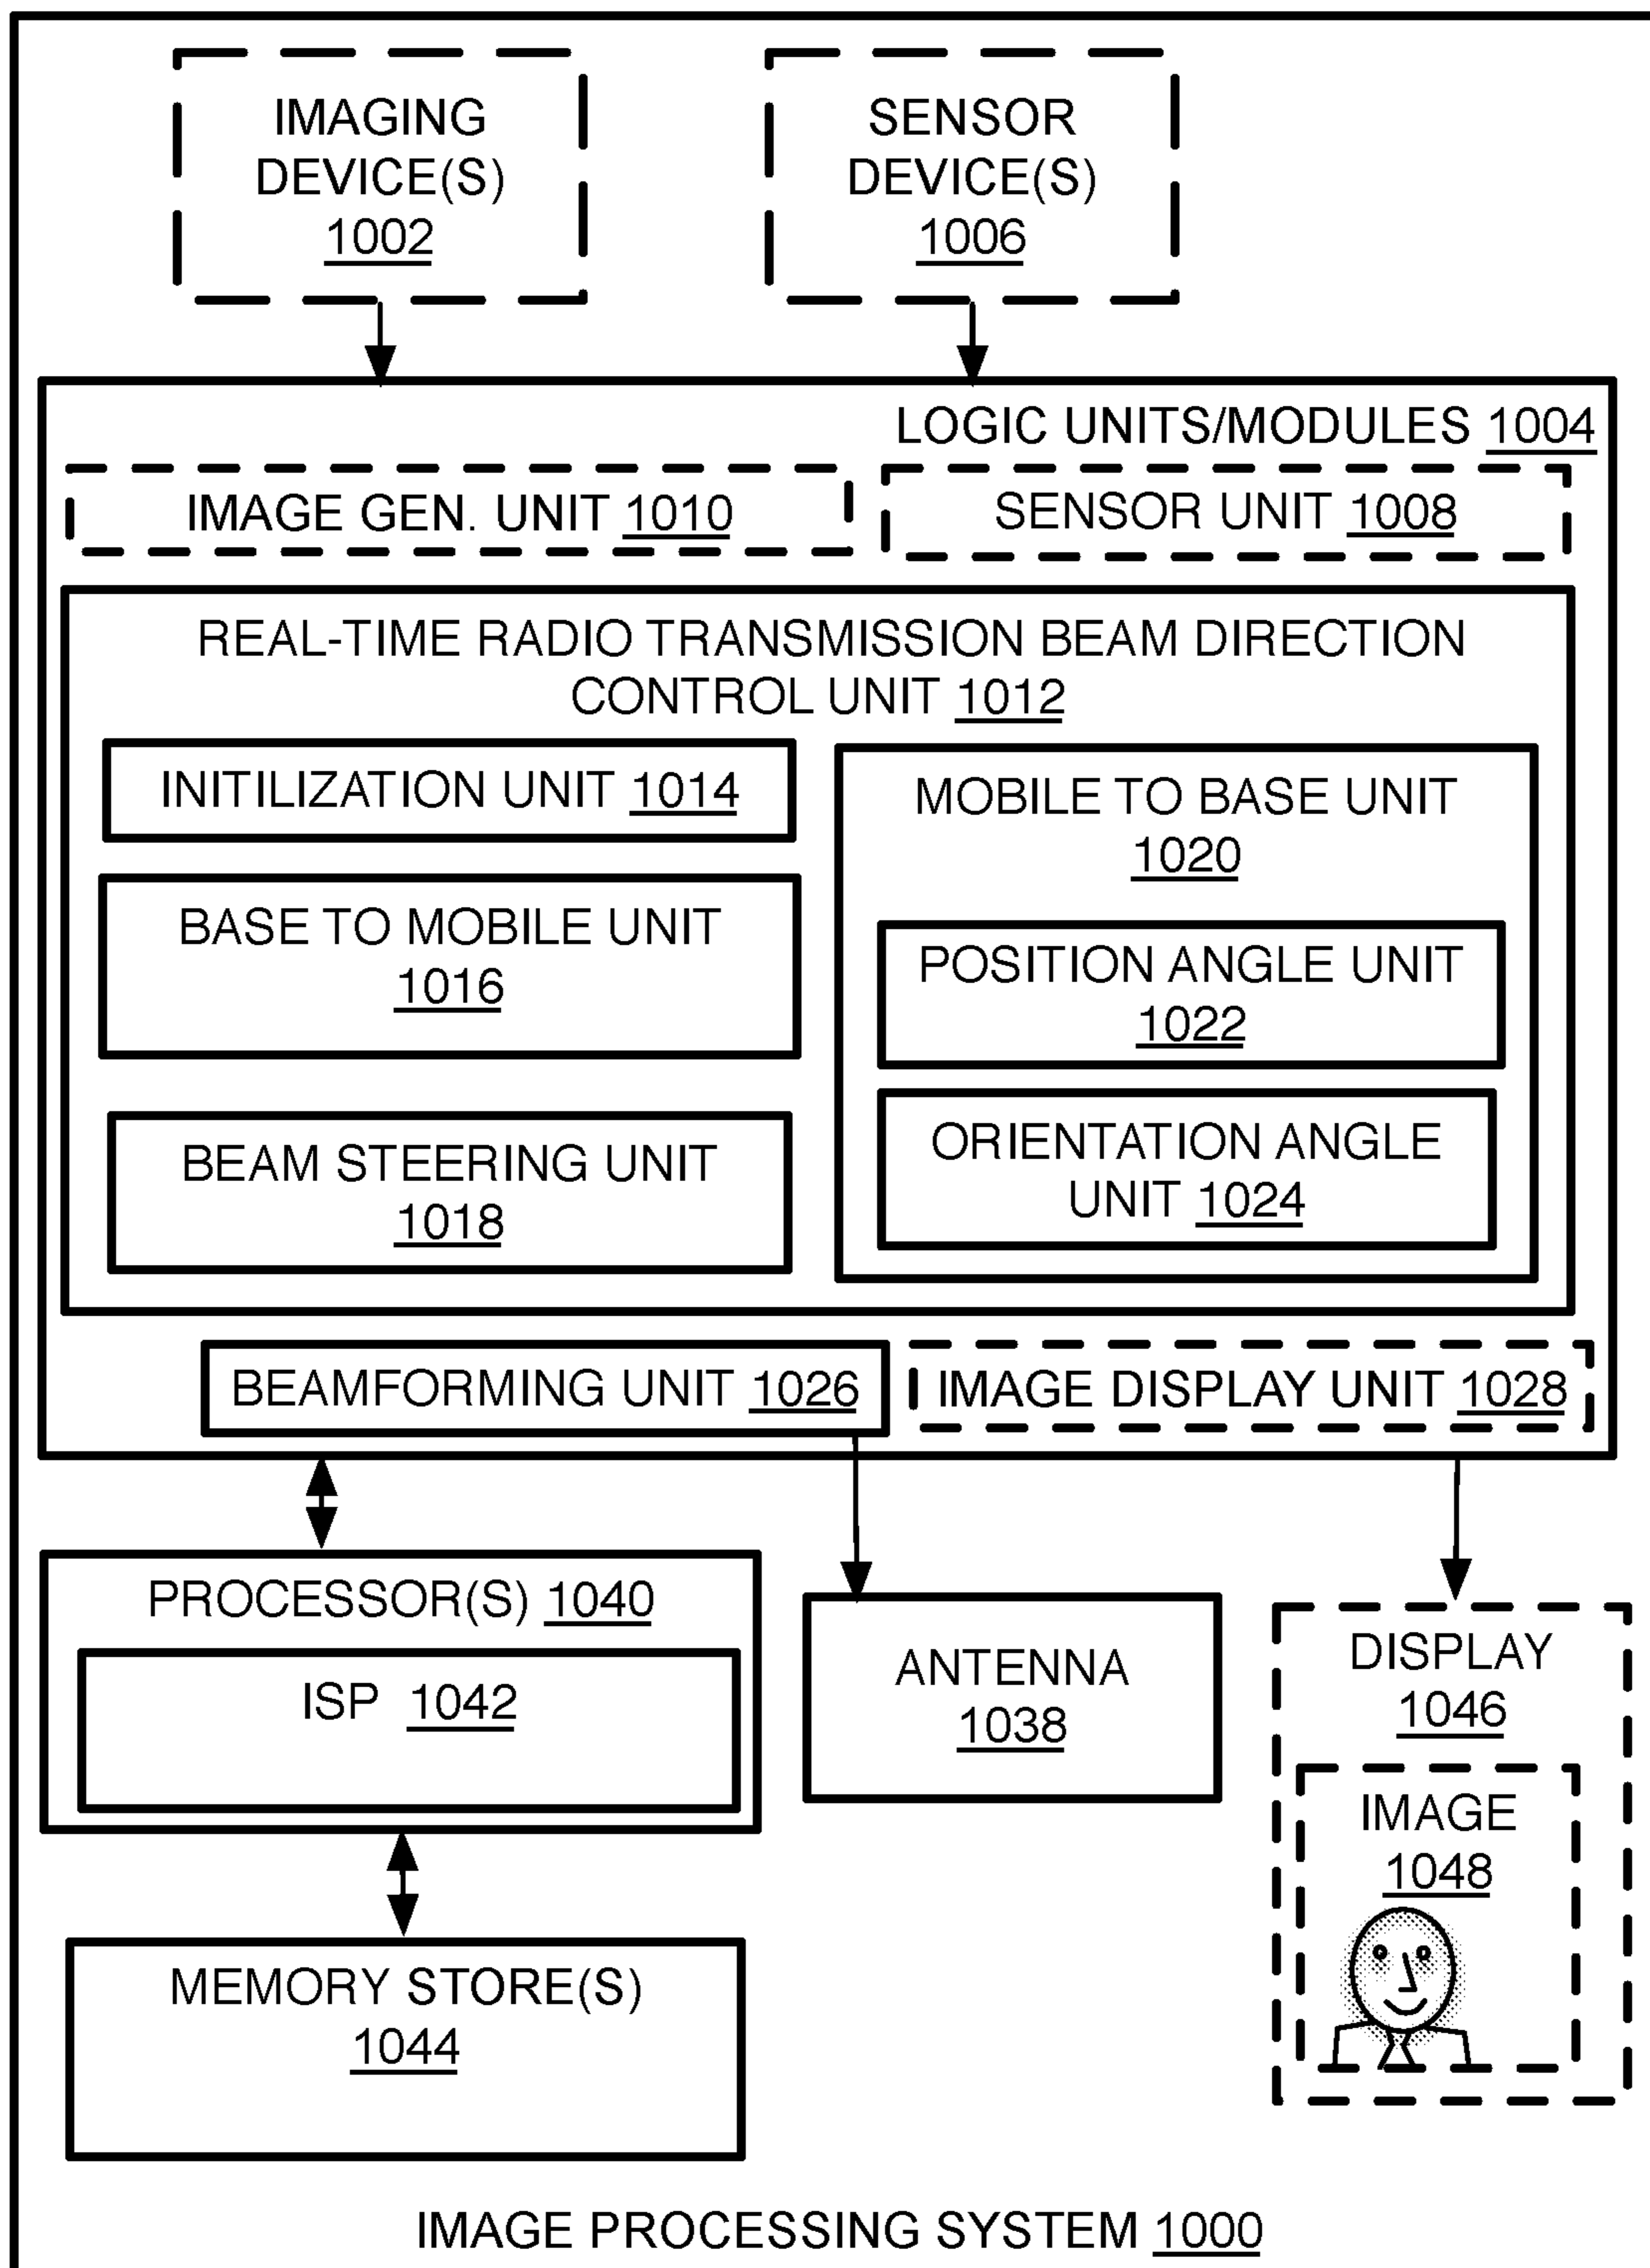 IMAGING
DEVICE(S)
1002
SENSOR
DEVICE(S)
1006
LOGIC UNITS/MODULES 1004
IMAGE GEN. UNIT 1010
SENSOR UNIT 1008
REAL-TIME RADIO TRANSMISSION BEAM DIRECTION
CONTROL UNIT 1012
INITILIZATION UNIT 1014
BASE TO MOBILE UNIT
1016
BEAM STEERING UNIT
1018
MOBILE TO BASE UNIT
1020
POSITION ANGLE UNIT
1022
ORIENTATION ANGLE
UNIT 1024
BEAMFORMING UNIT 1026
IMAGE DISPLAY UNIT 1028
PROCESSOR(S) 1040
ISP 1042
ANTENNA
1038
DISPLAY
1046
IMAGE
1048
MEMORY STORE(S)
1044
IMAGE PROCESSING SYSTEM 1000